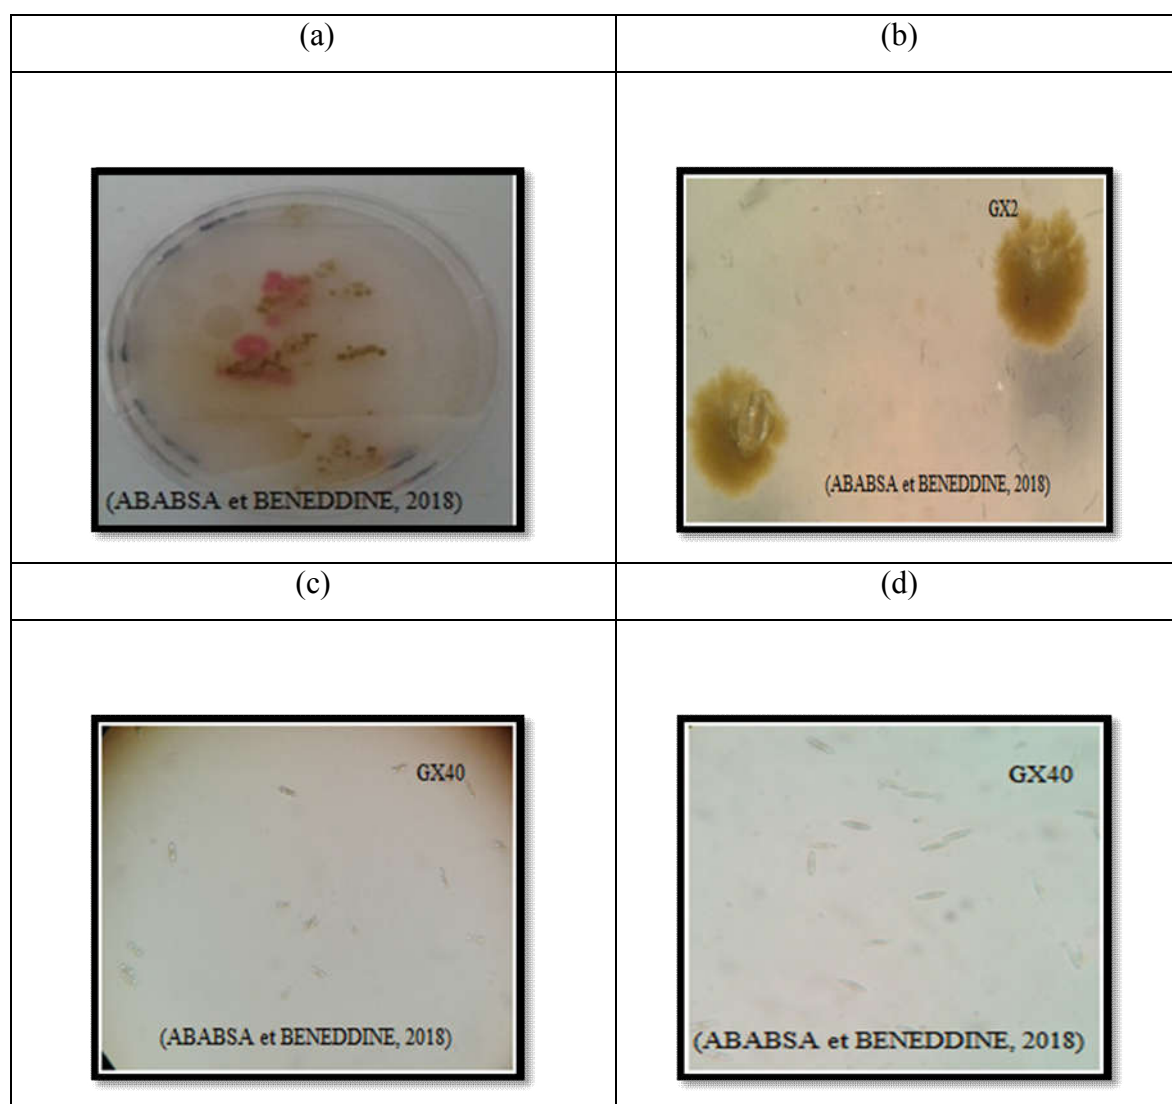 (a)
(b)
(ABABSA et BENEDDINE, 2018)
GX2
(ABABSA et BENEDDINE, 2018)
(c)
(d)
GX40
(ABABSA et BENEDDINE, 2018)
GX40
(ABABSA et BENEDDINE, 2018)